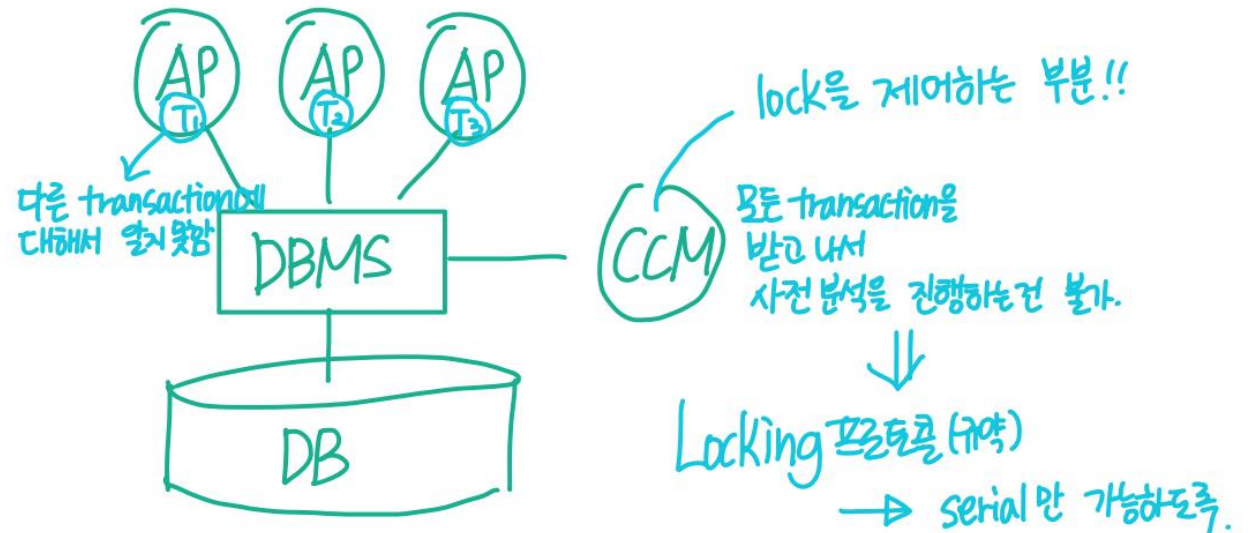 AP AP AP
T1 T2 T3
다른 transaction에
대해서 알지 못함
DBMS
DB
CCM
lock을 제어하는 부분!!
모든 transaction을
받고 나서
사전 분석을 진행하는건 불가.
Locking 프로토콜 (규약)
serial만 가능하도록.